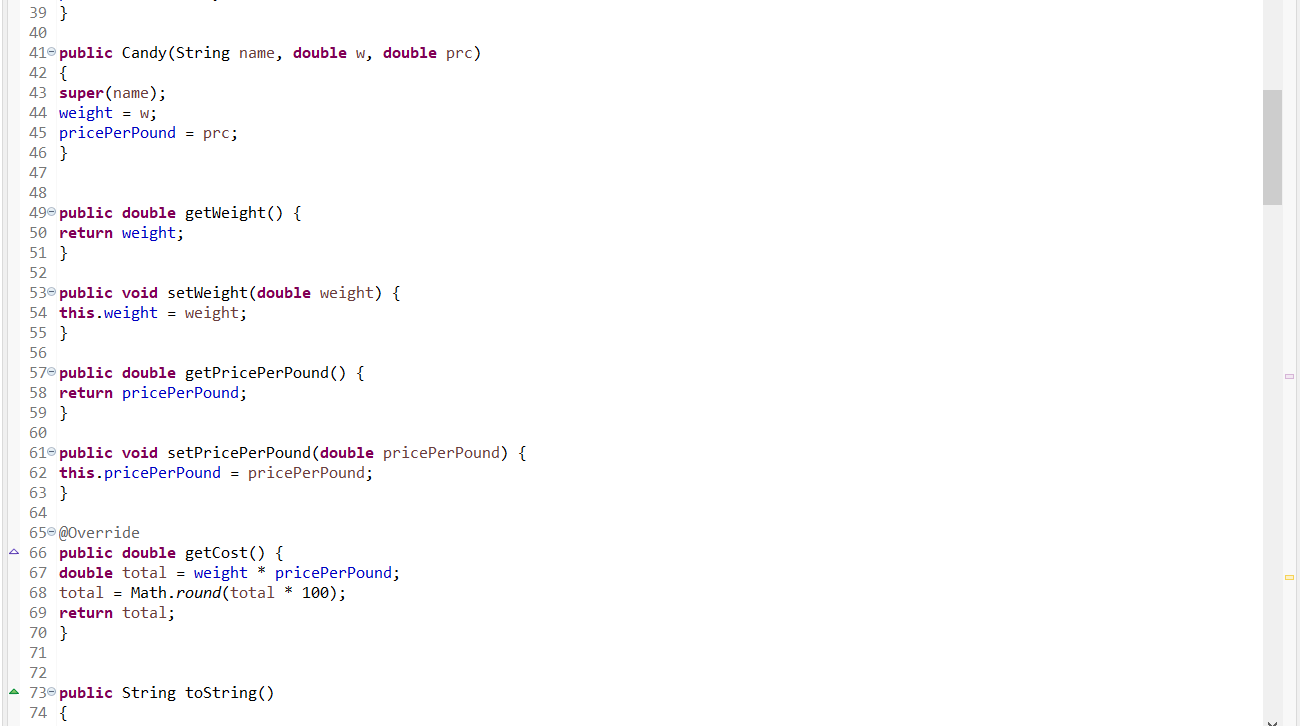 39 }
40
41 public Candy(String name, double w, double prc)
42 {
43 super(name);
44 weight = w;
45 pricePerPound = prc;
46 }
47
48
49 public double getWeight() {
50 return weight;
51 }
52
53 public void setWeight(double weight) {
54 this.weight = weight;
55 }
56
57 public double getPricePerPound() {
58 return pricePerPound;
59 }
60
61 public void setPricePerPound(double pricePerPound) {
62 this.pricePerPound = pricePerPound;
63 }
64
65 @Override
66 public double getCost() {
67 double total = weight * pricePerPound;
68 total = Math.round(total * 100);
69 return total;
70 }
71
72
73 public String toString()
74 {